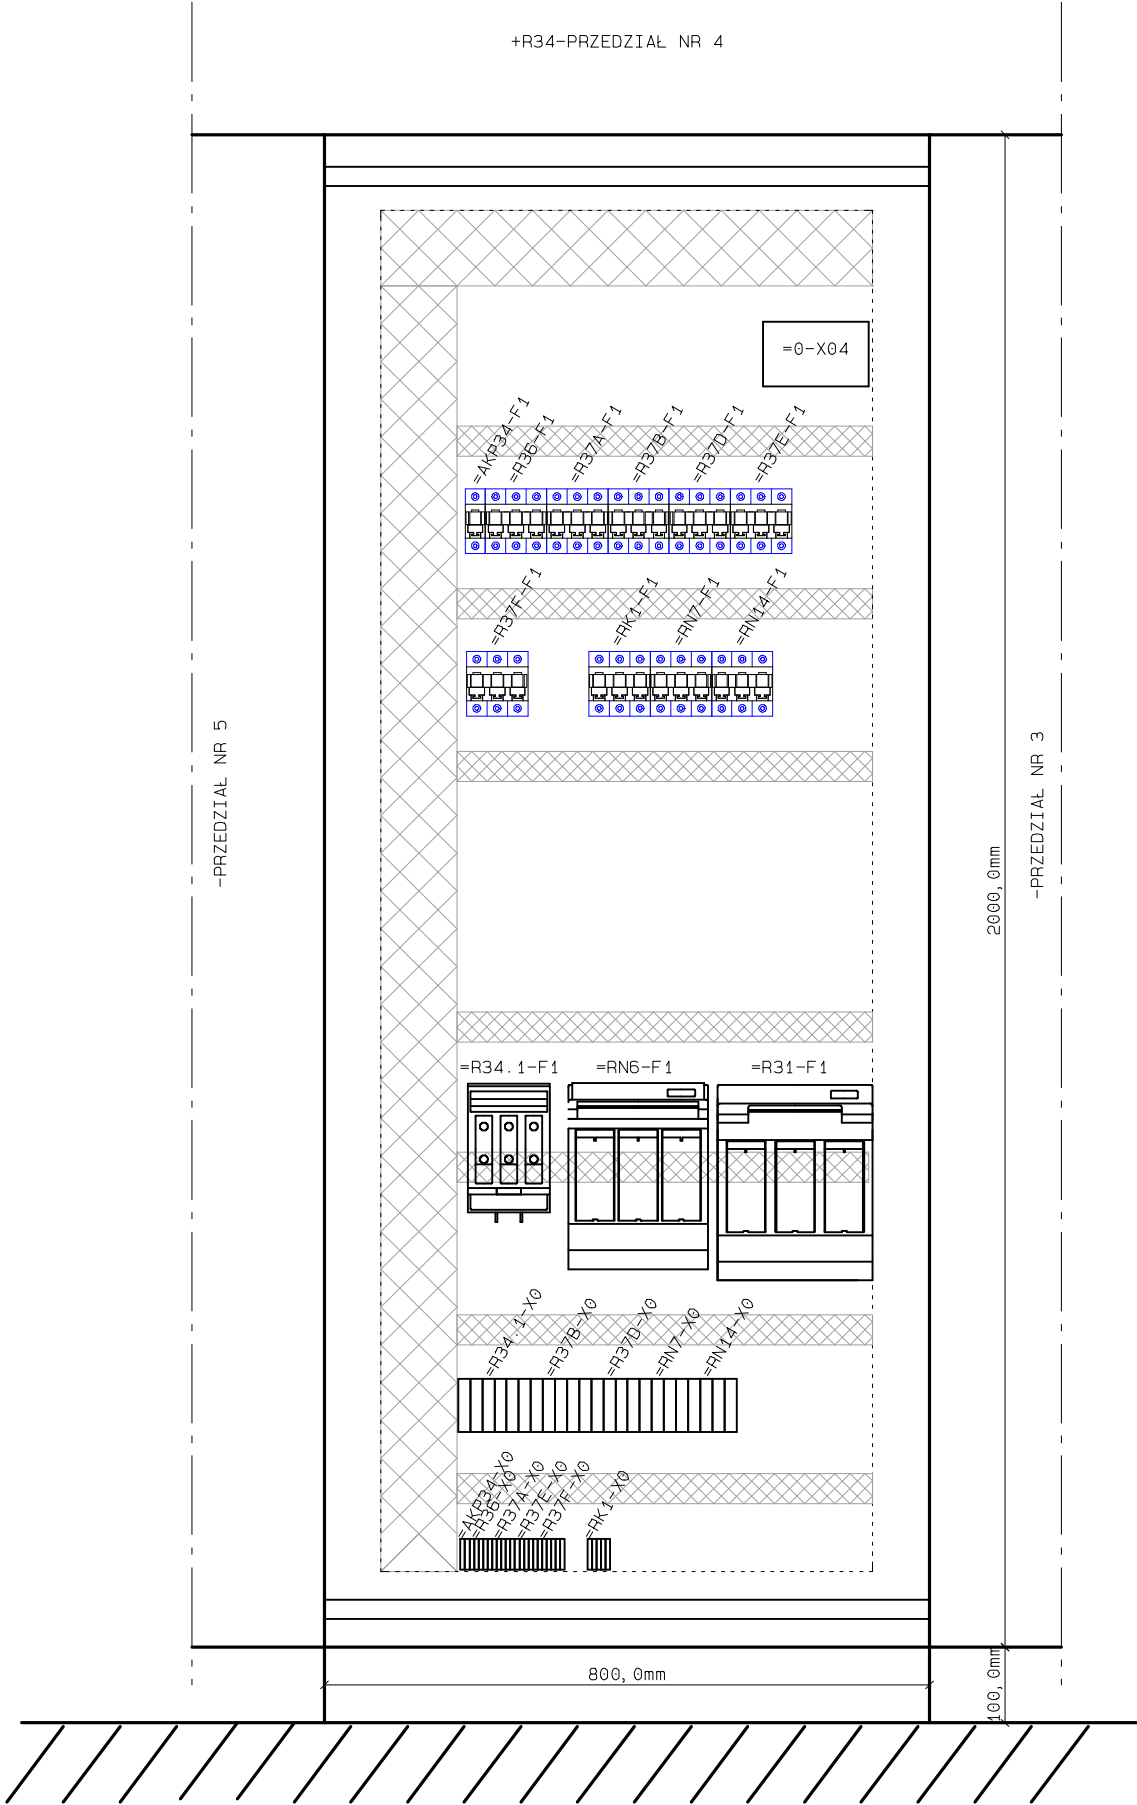 +R34-PRZEDZIAŁ NR 4
=0-X04
=AKP34-F1
=R36-F1
=R37A-F1
=R37B-F1
=R37D-F1
=R37E-F1
=R37F-F1
=RK1-F1
=RN7-F1
=RN14-F1
-PRZEDZIAŁ NR 5
-PRZEDZIAŁ NR 3
2000,0mm
=R34.1-F1
=RN6-F1
=R31-F1
=R34.1-X0
=R37B-X0
=R37D-X0
=RN7-X0
=RN14-X0
=AKP34-X0
=R36-X0
=R37A-X0
=R37E-X0
=R37F-X0
=RK1-X0
800,0mm
100,0mm